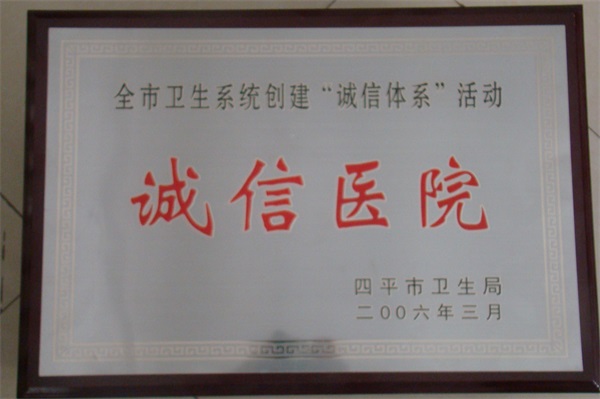 全市卫生系统创建“诚信体系”活动
诚信医院
四平市卫生局
二00六年三月